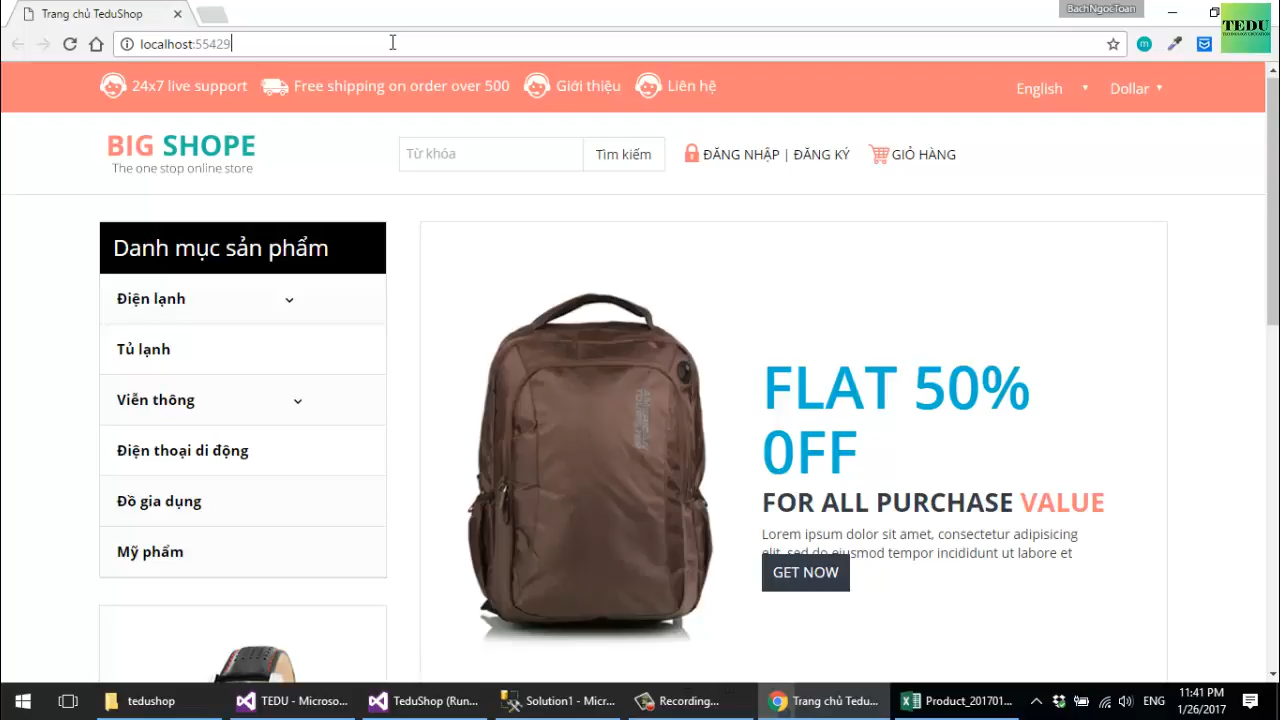 Trang chủ TeduShop
BachNgocToan
TEDU
localhost:55429
24x7 live support
Free shipping on order over 500
Giới thiệu
Liên hệ
English
Dollar
BIG SHOPE
The one stop online store
Từ khóa
Tìm kiếm
ĐĂNG NHẬP | ĐĂNG KÝ
GIỎ HÀNG
Danh mục sản phẩm
Điện lạnh
Tủ lạnh
Viễn thông
Điện thoại di động
Đồ gia dụng
Mỹ phẩm
FLAT 50%
0FF
FOR ALL PURCHASE VALUE
Lorem ipsum dolor sit amet, consectetur adipisicing
elit, sed do eiusmod tempor incididunt ut labore et
GET NOW
tedushop
TEDU - Microso...
TeduShop (Run...
Solution1 - Micr...
Recording...
Trang chủ Tedu...
Product_201701...
ENG
11:41 PM
1/26/2017